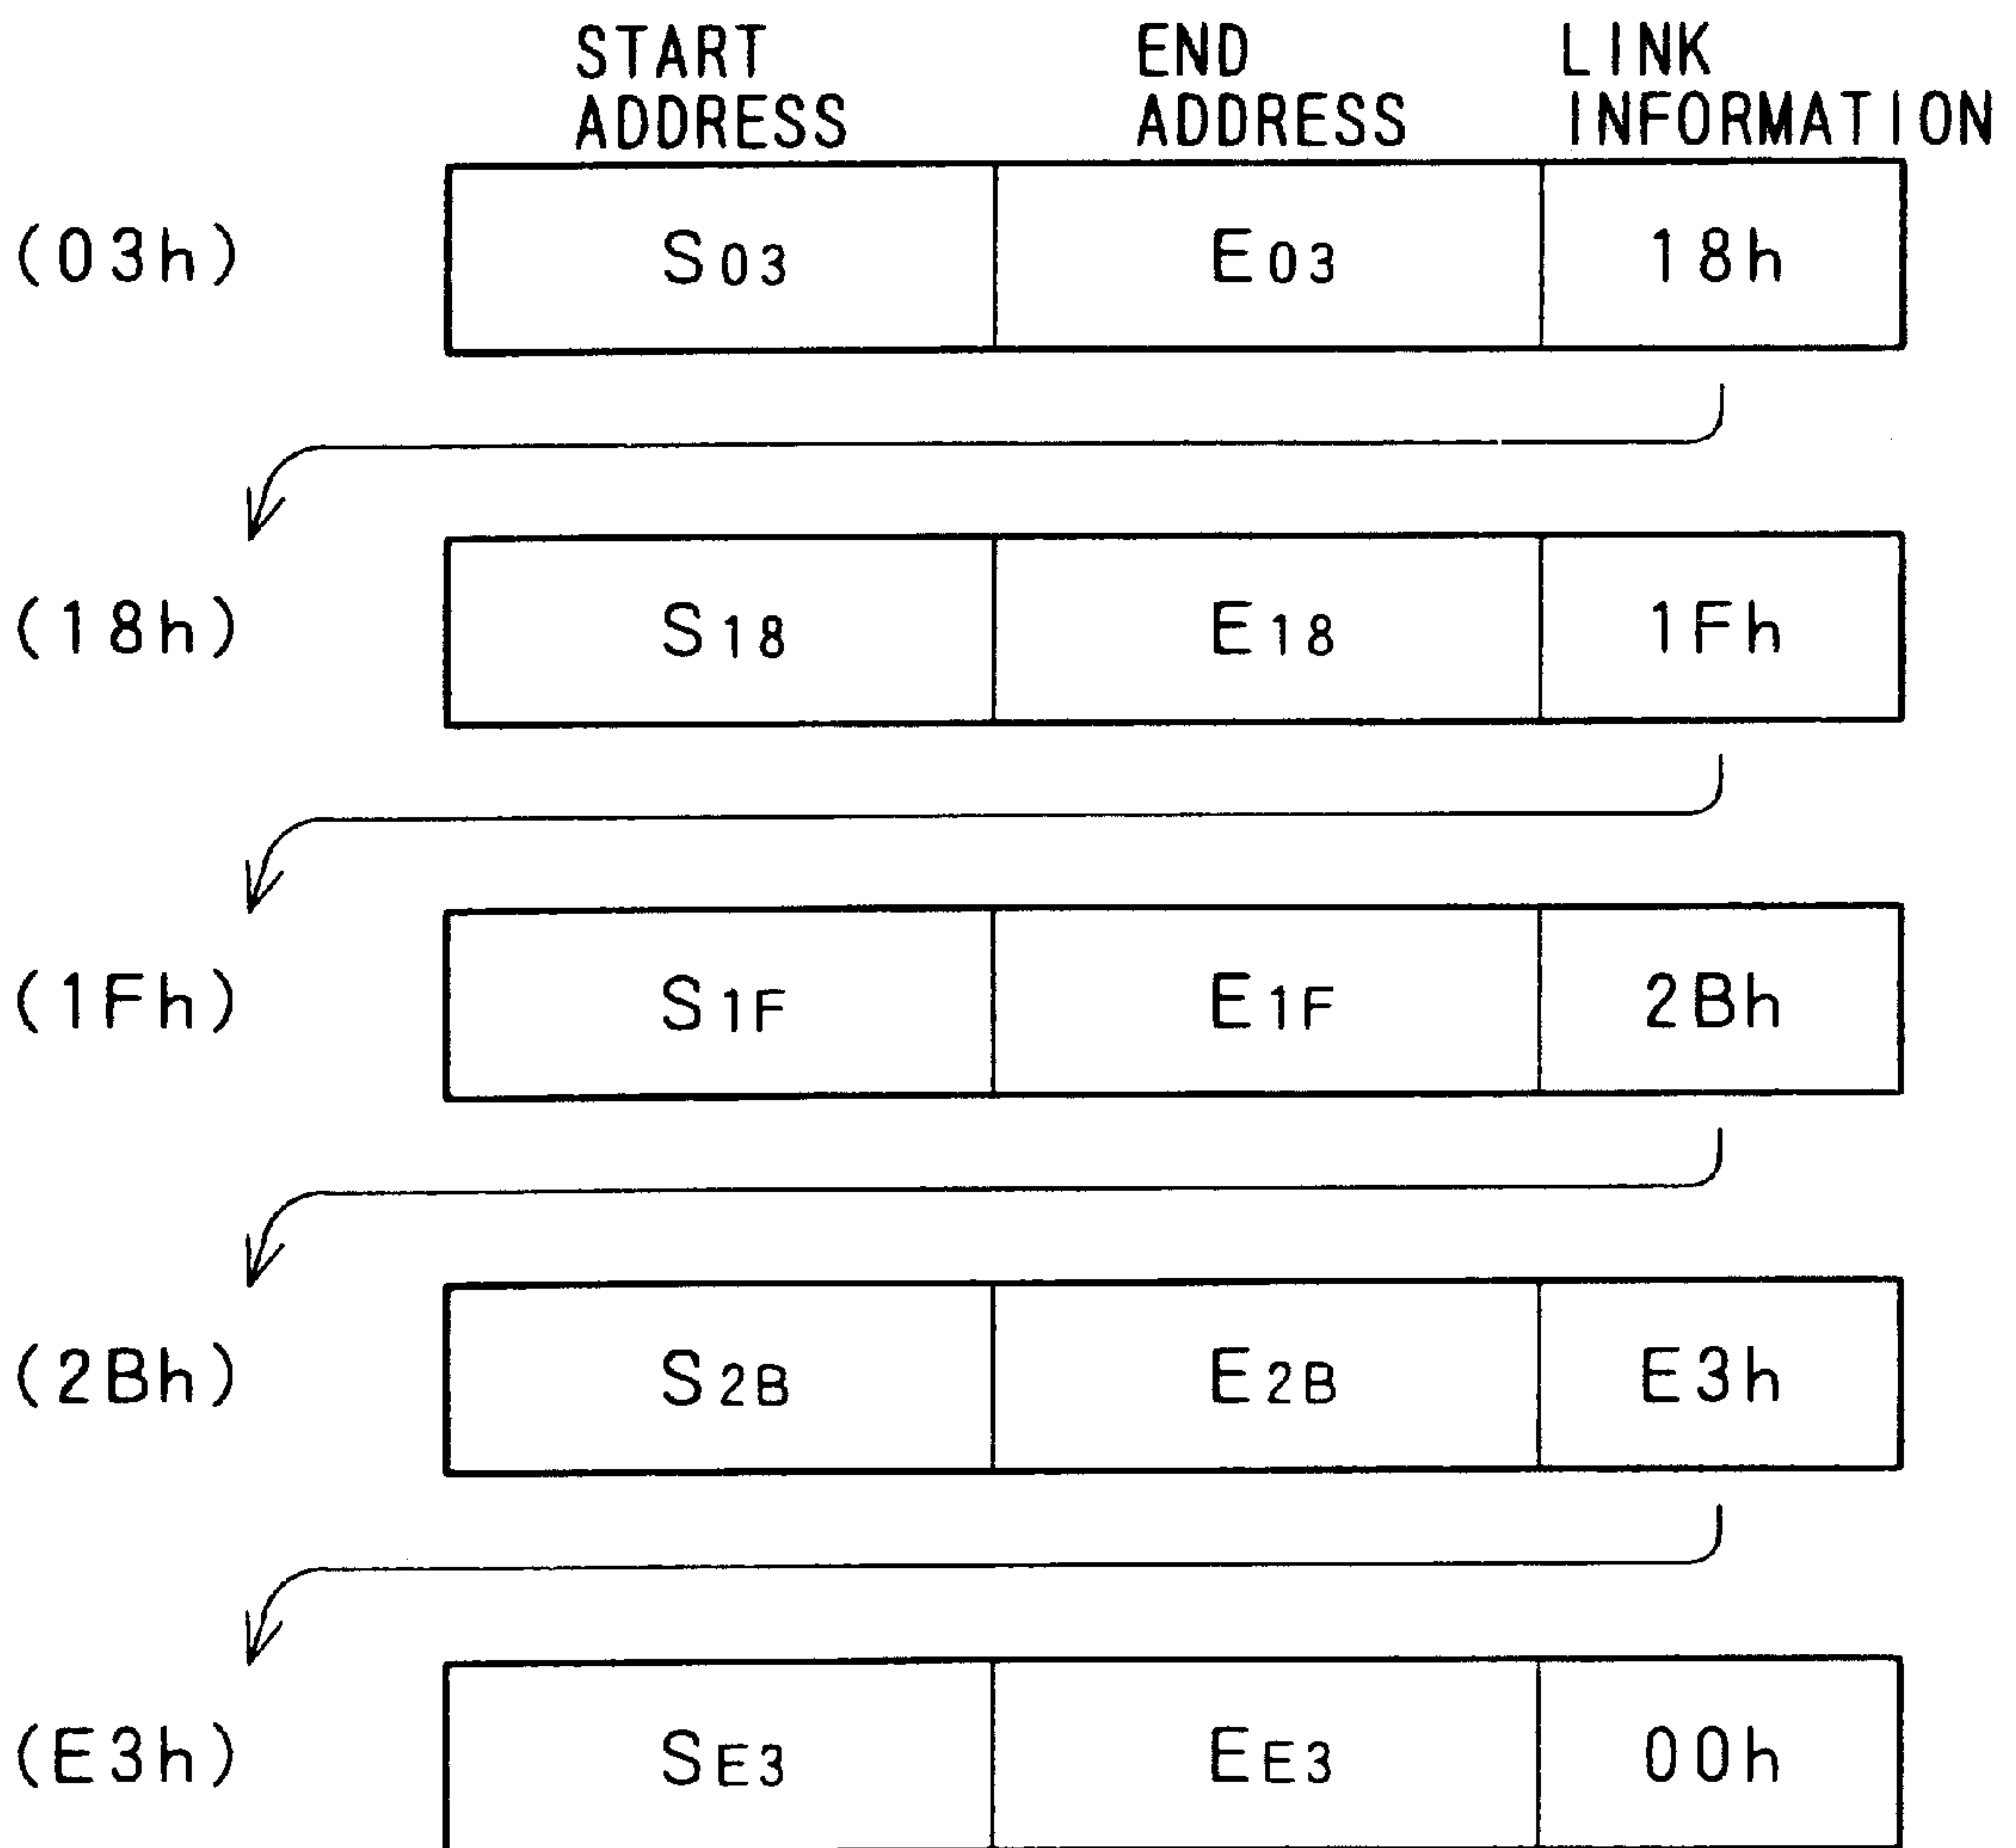 START ADDRESS END ADDRESS LINK INFORMATION
(03h) S03 E03 18h
(18h) S18 E18 1Fh
(1Fh) S1F E1F 2Bh
(2Bh) S2B E2B E3h
(E3h) SE3 EE3 00h